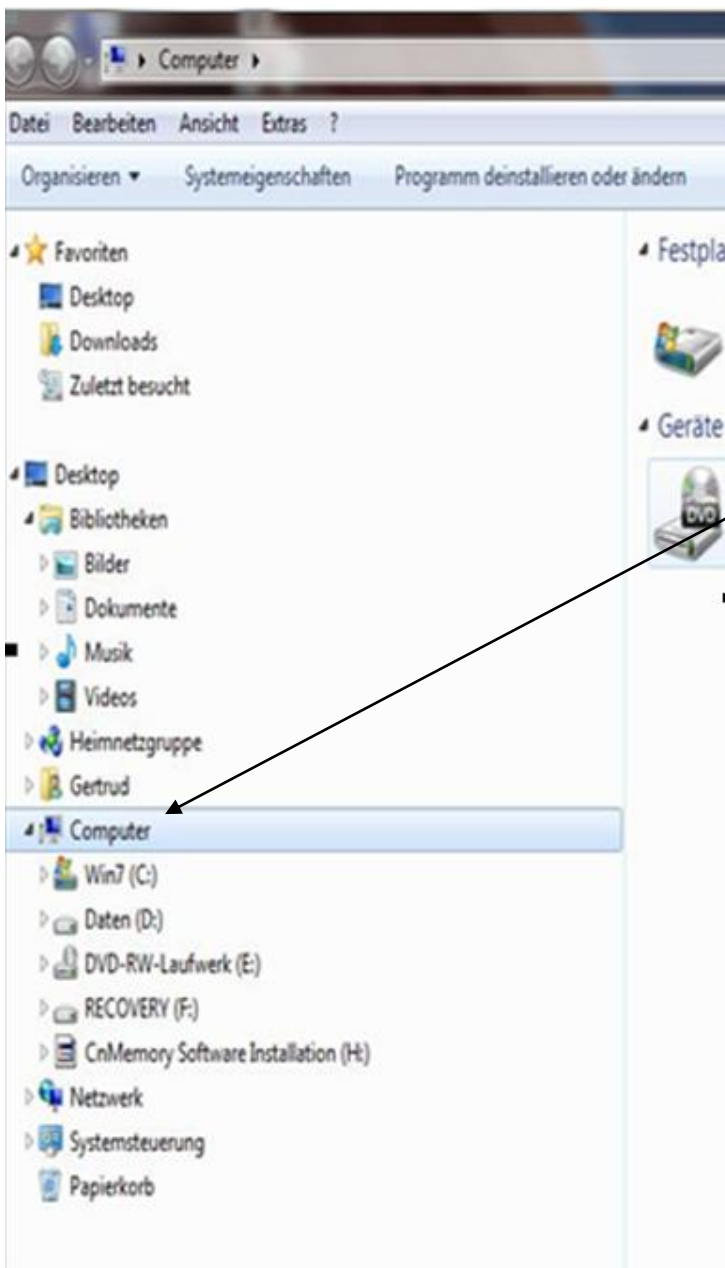 Computer
Datei Bearbeiten Ansicht Extras ?
Organisieren Systemeigenschaften Programm deinstallieren oder ändern
Favoriten
Desktop
Downloads
Zuletzt besucht
Desktop
Bibliotheken
Bilder
Dokumente
Musik
Videos
Heimnetzgruppe
Gertrud
Computer
Win7 (C:)
Daten (D:)
DVD-RW-Laufwerk (E:)
RECOVERY (F:)
CnMemory Software Installation (H:)
Netzwerk
Systemsteuerung
Papierkorb
Festpla
Geräte
DVD